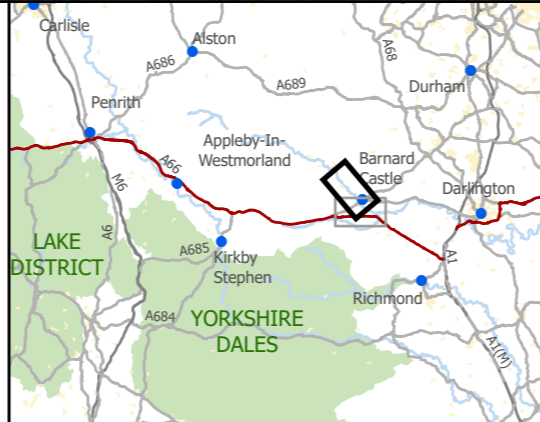 Carlisle
Alston
A68
A686
A689
Durham
Penrith
Appleby-In-
Westmorland
Barnard
Castle
A66
M6
Darlington
A6
LAKE
DISTRICT
A685
Kirkby
Stephen
A1
Richmond
A684
YORKSHIRE
DALES
A1(M)